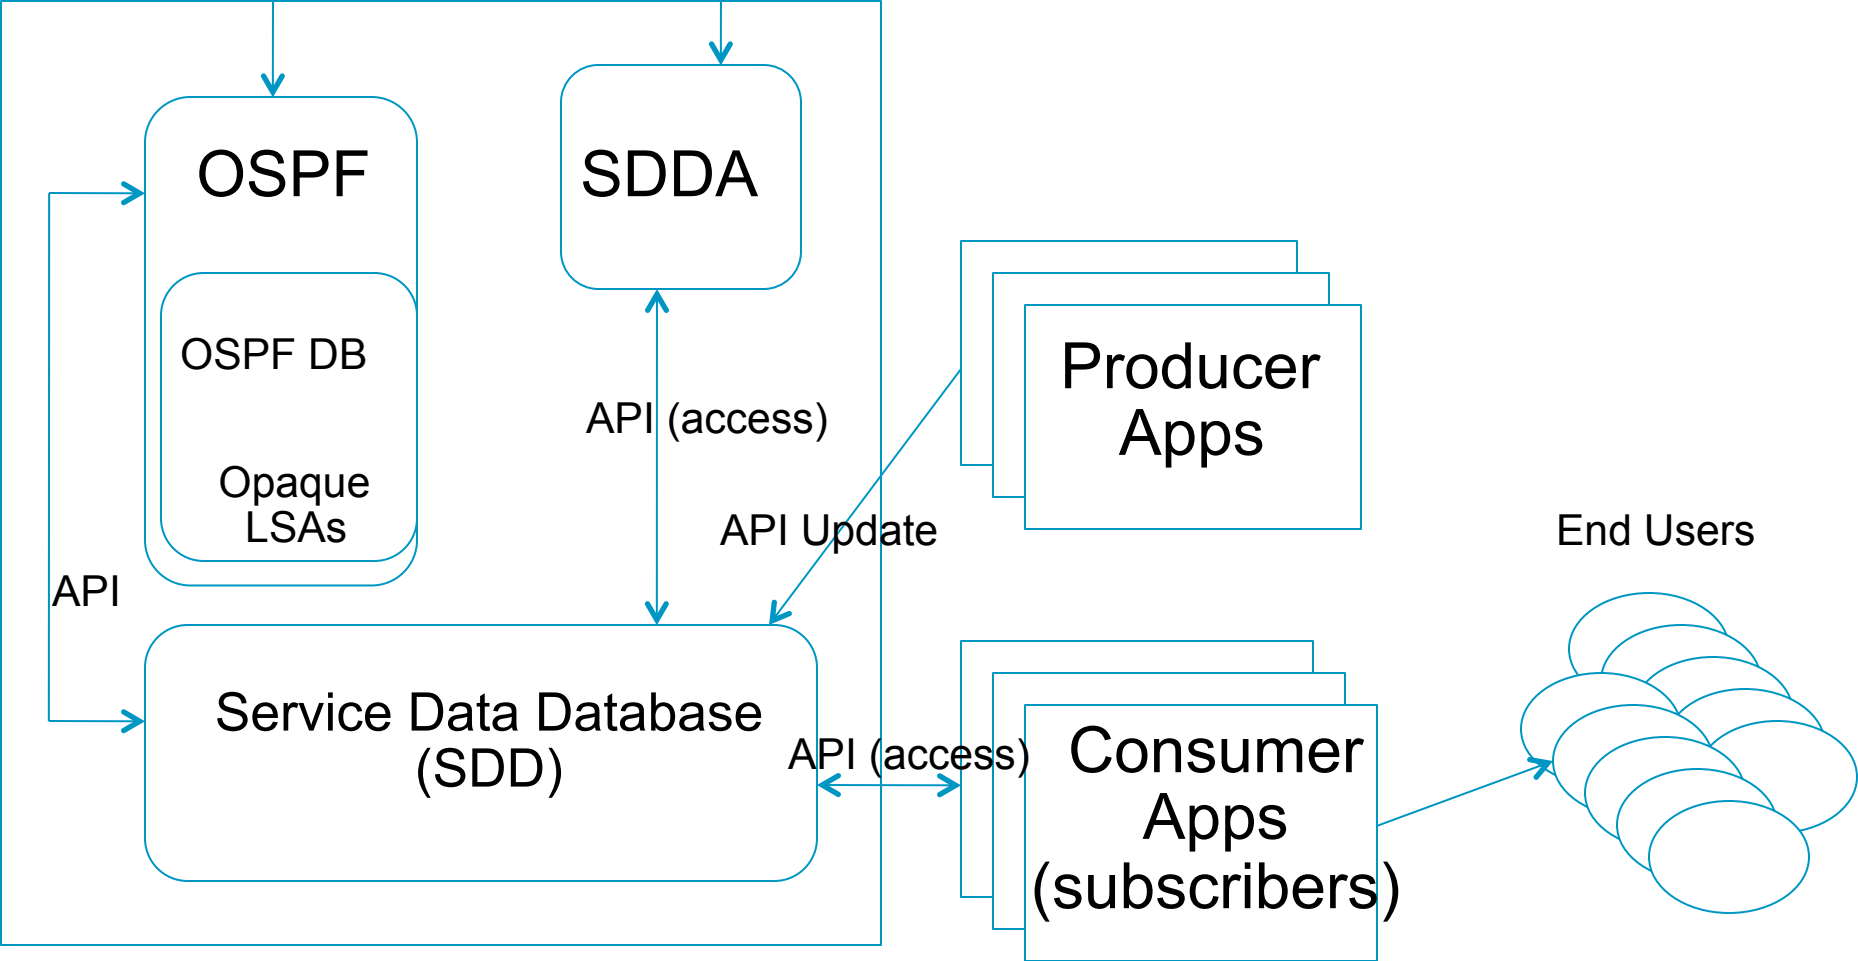 OSPF
SDDA
OSPF DB
Opaque
LSAs
API
API (access)
API Update
Producer
Apps
End Users
Service Data Database
(SDD)
API (access)
Consumer
Apps
(subscribers)